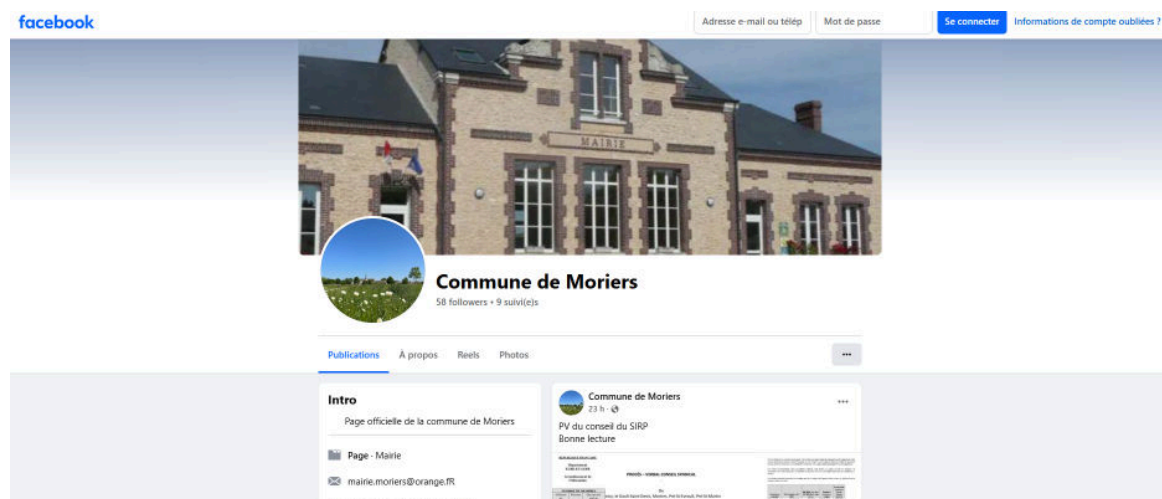 facebook
Adresse e-mail ou télép
Mot de passe
Se connecter
Informations de compte oubliées ?
MAIRIE
Commune de Moriers
58 followers • 9 suivi(e)s
Publications
À propos
Reels
Photos
Intro
Page officielle de la commune de Moriers
Page · Mairie
mairie.moriers@orange.fR
Commune de Moriers
23 h ·
PV du conseil du SIRP
Bonne lecture
PROCÈS – VERBAL CONSEIL SYNDICAL